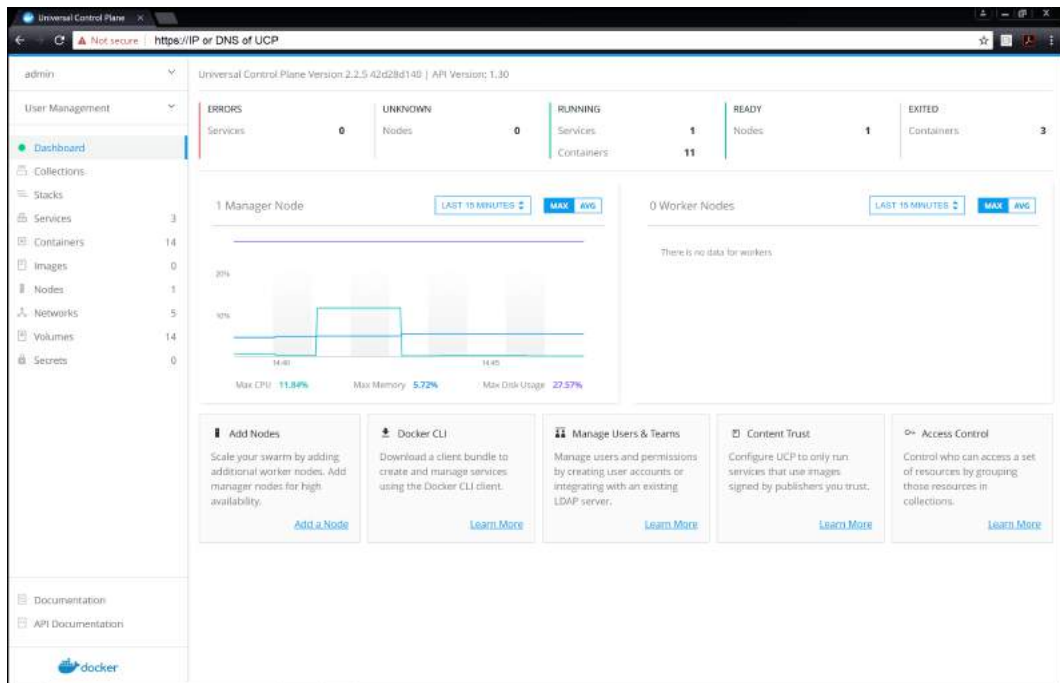 Universal Control Plane
Not secure https://IP or DNS of UCP
admin
User Management
Dashboard
Collections
Stacks
Services 3
Containers 14
Images 0
Nodes 1
Networks 5
Volumes 14
Secrets 0
Documentation
API Documentation
docker
Universal Control Plane Version 2.2.5 42d28d140 | API Version: 1.30
ERRORS
Services 0
UNKNOWN
Nodes 0
RUNNING
Services 1
Containers 11
READY
Nodes 1
EXITED
Containers 3
1 Manager Node
LAST 15 MINUTES
MAX AVG
20%
10%
14:40 14:45
Max CPU 11.84% Max Memory 5.72% Max Disk Usage 27.57%
0 Worker Nodes
LAST 15 MINUTES
MAX AVG
There is no data for workers
Add Nodes
Scale your swarm by adding
additional worker nodes. Add
manager nodes for high
availability.
Add a Node
Docker CLI
Download a client bundle to
create and manage services
using the Docker CLI client.
Learn More
Manage Users & Teams
Manage users and permissions
by creating user accounts or
integrating with an existing
LDAP server.
Learn More
Content Trust
Configure UCP to only run
services that use images
signed by publishers you trust.
Learn More
Access Control
Control who can access a set
of resources by grouping
those resources in
collections.
Learn More